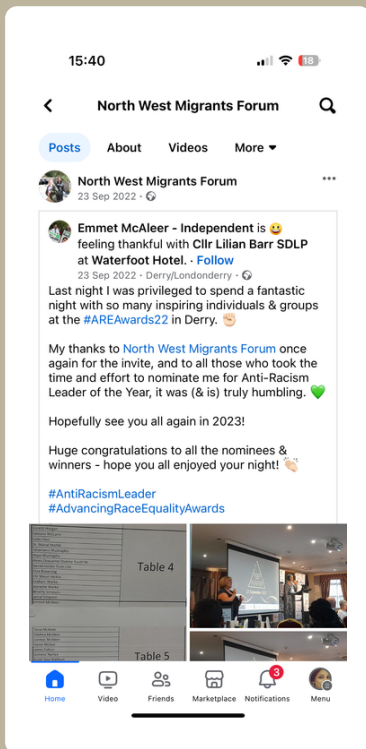 15:40
18
North West Migrants Forum
Posts About Videos More
North West Migrants Forum
23 Sep 2022
Emmet McAleer - Independent is 😀
feeling thankful with Cllr Lilian Barr SDLP
at Waterfoot Hotel. · Follow
23 Sep 2022 · Derry/Londonderry ·
Last night I was privileged to spend a fantastic
night with so many inspiring individuals & groups
at the #AREAwards22 in Derry. ✊🏻
My thanks to North West Migrants Forum once
again for the invite, and to all those who took the
time and effort to nominate me for Anti-Racism
Leader of the Year, it was (& is) truly humbling. 💚
Hopefully see you all again in 2023!
Huge congratulations to all the nominees &
winners - hope you all enjoyed your night! 👏🏻
#AntiRacismLeader
#AdvancingRaceEqualityAwards
Table 4
Table 5
3
Home Video Friends Marketplace Notifications Menu